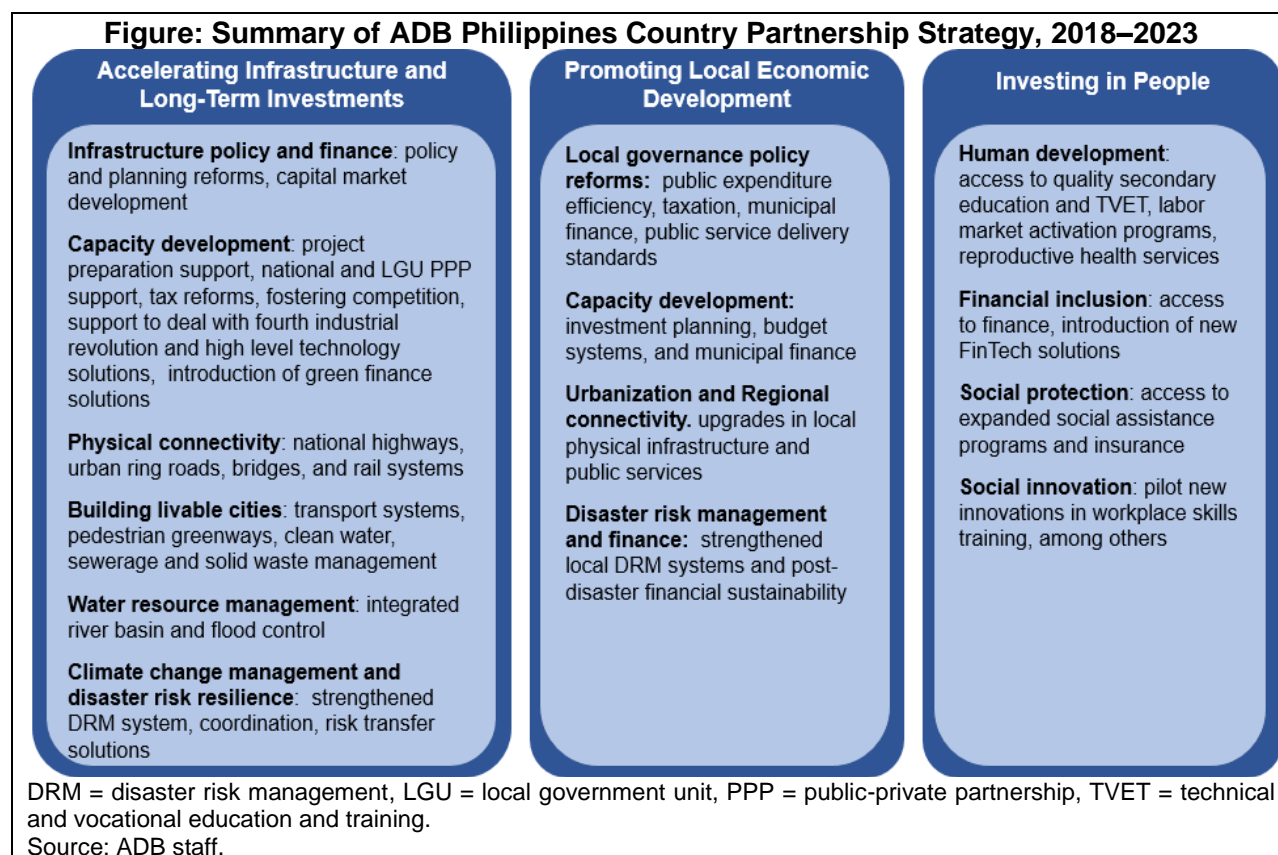 Figure: Summary of ADB Philippines Country Partnership Strategy, 2018–2023
Accelerating Infrastructure and
Long-Term Investments
Infrastructure policy and finance: policy
and planning reforms, capital market
development
Capacity development: project
preparation support, national and LGU PPP
support, tax reforms, fostering competition,
support to deal with fourth industrial
revolution and high level technology
solutions, introduction of green finance
solutions
Physical connectivity: national highways,
urban ring roads, bridges, and rail systems
Building livable cities: transport systems,
pedestrian greenways, clean water,
sewerage and solid waste management
Water resource management: integrated
river basin and flood control
Climate change management and
disaster risk resilience: strengthened
DRM system, coordination, risk transfer
solutions
Promoting Local Economic
Development
Local governance policy
reforms: public expenditure
efficiency, taxation, municipal
finance, public service delivery
standards
Capacity development:
investment planning, budget
systems, and municipal finance
Urbanization and Regional
connectivity. upgrades in local
physical infrastructure and
public services
Disaster risk management
and finance: strengthened
local DRM systems and post-
disaster financial sustainability
Investing in People
Human development:
access to quality secondary
education and TVET, labor
market activation programs,
reproductive health services
Financial inclusion: access
to finance, introduction of new
FinTech solutions
Social protection: access to
expanded social assistance
programs and insurance
Social innovation: pilot new
innovations in workplace skills
training, among others
DRM = disaster risk management, LGU = local government unit, PPP = public-private partnership, TVET = technical
and vocational education and training.
Source: ADB staff.